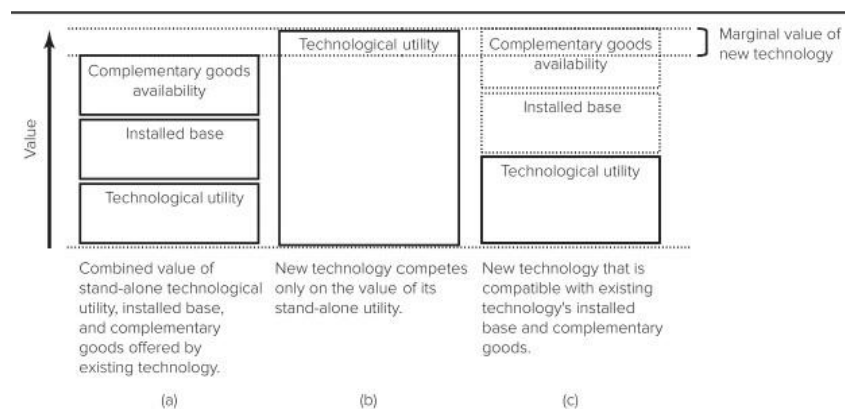 Technological utility
Complementary goods
availability
Marginal value of
new technology
Complementary goods
availability
Installed base
Installed base
Technological utility
Technological utility
Value
Combined value of
stand-alone technological
utility, installed base,
and complementary
goods offered by
existing technology.
New technology competes
only on the value of its
stand-alone utility.
New technology that is
compatible with existing
technology's installed
base and complementary
goods.
(a)
(b)
(c)